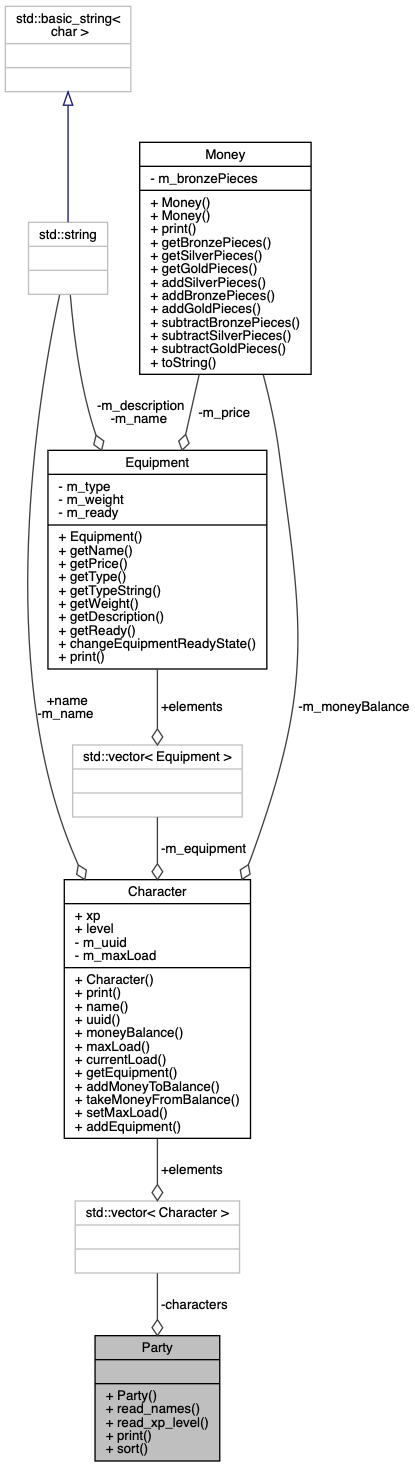 std::basic_string<
char >
Money
- m_bronzePieces
+ Money()
+ Money()
+ print()
+ getBronzePieces()
+ getSilverPieces()
+ getGoldPieces()
+ addSilverPieces()
+ addBronzePieces()
+ addGoldPieces()
+ subtractBronzePieces()
+ subtractSilverPieces()
+ subtractGoldPieces()
+ toString()
std::string
-m_description
-m_name
-m_price
Equipment
- m_type
- m_weight
- m_ready
+ Equipment()
+ getName()
+ getPrice()
+ getType()
+ getTypeString()
+ getWeight()
+ getDescription()
+ getReady()
+ changeEquipmentReadyState()
+ print()
+name
-m_name
+elements
-m_moneyBalance
std::vector< Equipment >
-m_equipment
Character
+ xp
+ level
- m_uuid
- m_maxLoad
+ Character()
+ print()
+ name()
+ uuid()
+ moneyBalance()
+ maxLoad()
+ currentLoad()
+ getEquipment()
+ addMoneyToBalance()
+ takeMoneyFromBalance()
+ setMaxLoad()
+ addEquipment()
+elements
std::vector< Character >
-characters
Party
+ Party()
+ read_names()
+ read_xp_level()
+ print()
+ sort()